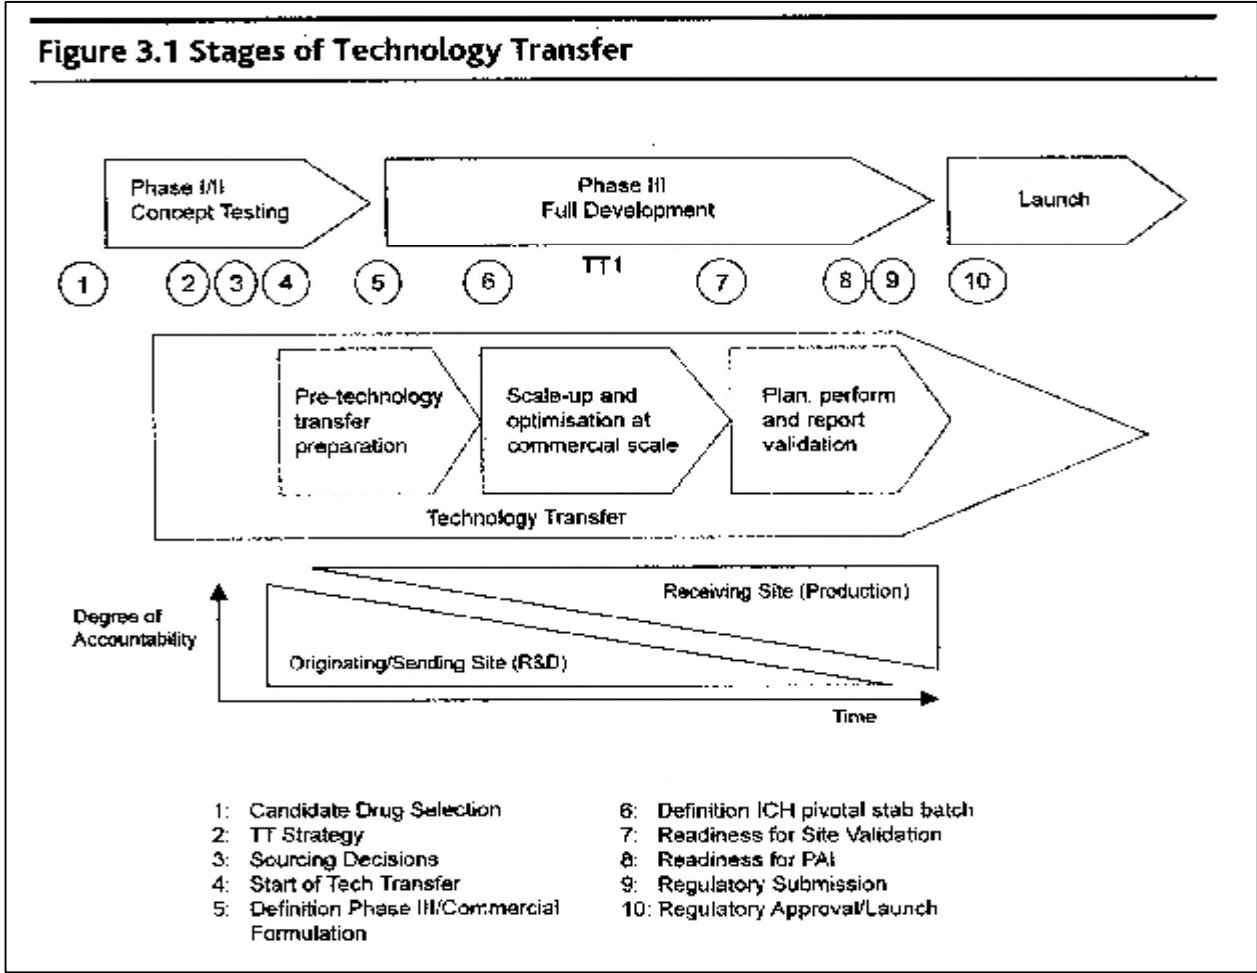 Figure 3.1 Stages of Technology Transfer
Phase I/II
Concept Testing
Phase III
Full Development
Launch
TT1
1
2
3
4
5
6
7
8
9
10
Pre-technology
transfer
preparation
Scale-up and
optimisation at
commercial scale
Plan, perform
and report
validation
Technology Transfer
Degree of
Accountability
Receiving Site (Production)
Originating/Sending Site (R&D)
Time
1: Candidate Drug Selection
2: TT Strategy
3: Sourcing Decisions
4: Start of Tech Transfer
5: Definition Phase III/Commercial
Formulation
6: Definition ICH pivotal stab batch
7: Readiness for Site Validation
8: Readiness for PAI
9: Regulatory Submission
10: Regulatory Approval/Launch